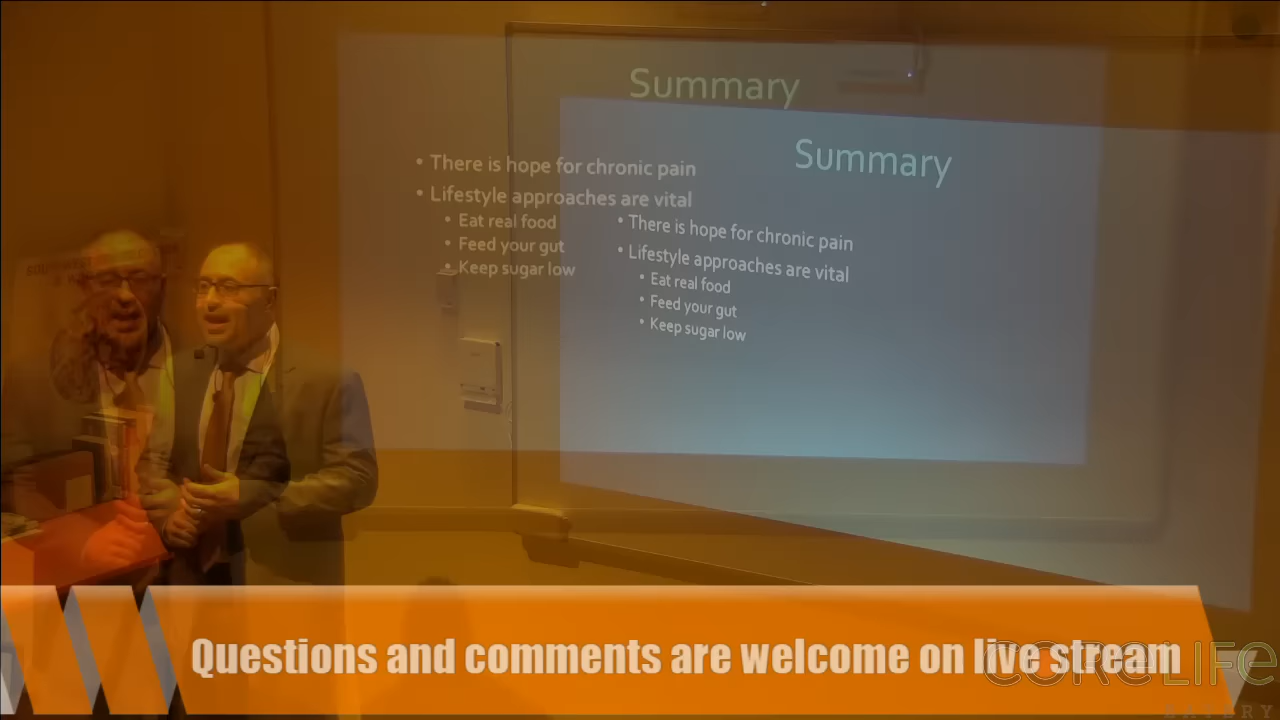 Summary
• There is hope for chronic pain
• Lifestyle approaches are vital
• Eat real food
• Feed your gut
• Keep sugar low
Summary
• There is hope for chronic pain
• Lifestyle approaches are vital
• Eat real food
• Feed your gut
• Keep sugar low
Questions and comments are welcome on live stream
CORELIFE
EATERY